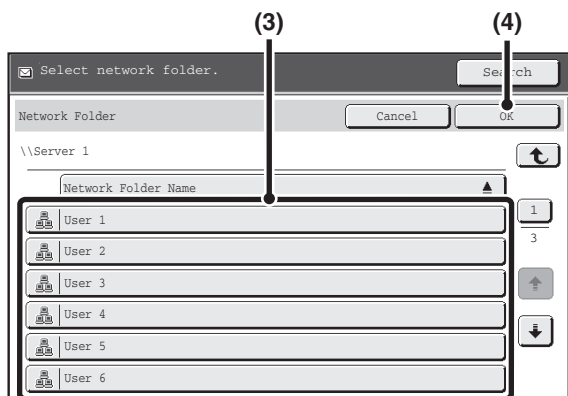 (3) (4)
Select network folder. Search
Network Folder Cancel OK
\\Server 1
Network Folder Name
User 1 1
User 2 3
User 3
User 4
User 5
User 6